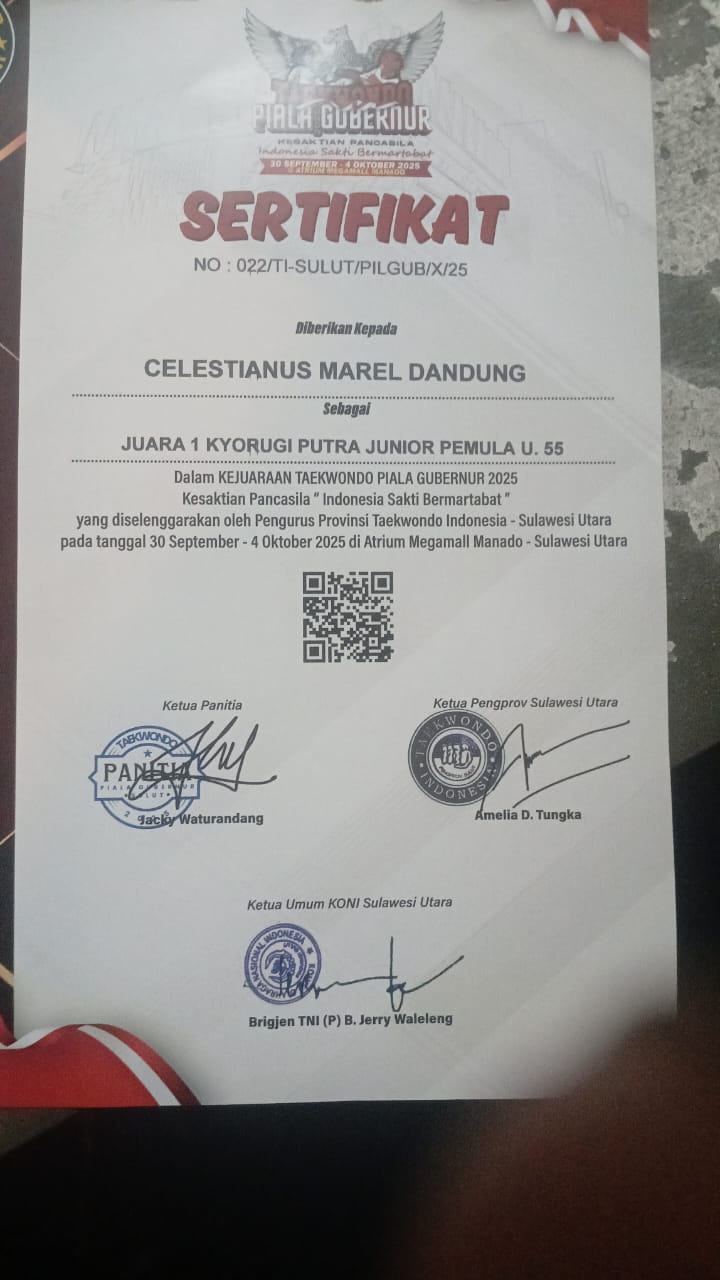 TAEKWONDO
PIALA GUBERNUR
KESAKTIAN PANCASILA
Indonesia Sakti Bermartabat
30 SEPTEMBER - 4 OKTOBER 2025
@ ATRIUM MEGAMALL MANADO
SERTIFIKAT
NO : 022/TI-SULUT/PILGUB/X/25
Diberikan Kepada
CELESTIANUS MAREL DANDUNG
Sebagai
JUARA 1 KYORUGI PUTRA JUNIOR PEMULA U. 55
Dalam KEJUARAAN TAEKWONDO PIALA GUBERNUR 2025
Kesaktian Pancasila “ Indonesia Sakti Bermartabat ”
yang diselenggarakan oleh Pengurus Provinsi Taekwondo Indonesia - Sulawesi Utara
pada tanggal 30 September - 4 Oktober 2025 di Atrium Megamall Manado - Sulawesi Utara
Ketua Panitia
TAEKWONDO
PANITIA
PIALA GUBERNUR
SULUT
2025
Jacky Waturandang
Ketua Pengprov Sulawesi Utara
TAEKWONDO
INDONESIA
Amelia D. Tungka
Ketua Umum KONI Sulawesi Utara
NASIONAL INDONESIA
Brigjen TNI (P) B. Jerry Waleleng